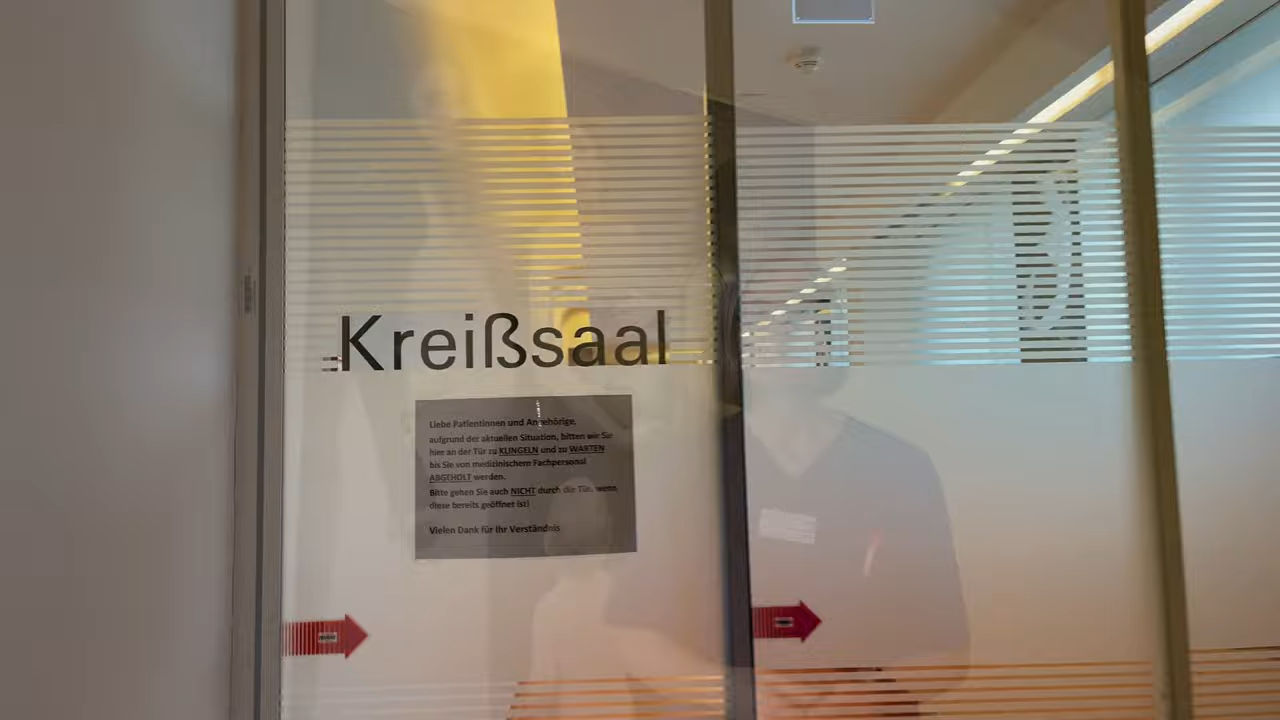 Kreißsaal
Liebe Patientinnen und Angehörige,
aufgrund der aktuellen Situation, bitten wir Sie
hier an der Tür zu KLINGELN und zu WARTEN
bis Sie von medizinischem Fachpersonal
ABGEHOLT werden.
Bitte gehen Sie auch NICHT durch die Tür, wenn
diese bereits geöffnet ist!
Vielen Dank für Ihr Verständnis